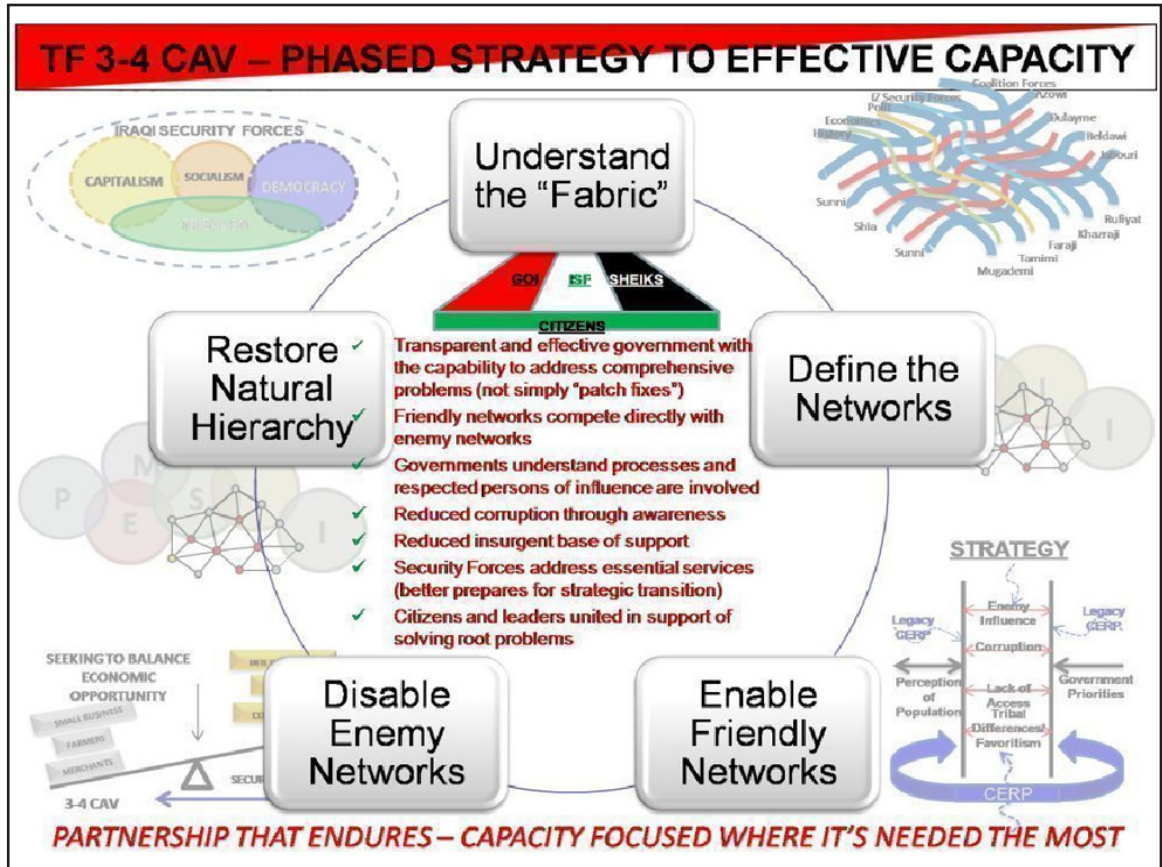 TF 3-4 CAV – PHASED STRATEGY TO EFFECTIVE CAPACITY
IRAQI SECURITY FORCES
CAPITALISM
SOCIALISM
DEMOCRACY
Understand
the “Fabric”
Coalition Forces
IZ Security Forces
Azowi
Polit
Dulayme
Economics
Beldawi
History
Jabouri
Sunni
Rufiyat
Shia
Khazraji
Faraji
Sunni
Tamimi
Mugademi
GOI
ISF
SHEIKS
CITIZENS
Restore
Natural
Hierarchy
Define the
Networks
✓ Transparent and effective government with
the capability to address comprehensive
problems (not simply “patch fixes”)
✓ Friendly networks compete directly with
enemy networks
✓ Governments understand processes and
respected persons of influence are involved
✓ Reduced corruption through awareness
✓ Reduced insurgent base of support
✓ Security Forces address essential services
(better prepares for strategic transition)
✓ Citizens and leaders united in support of
solving root problems
P
M
E
S
I
I
I
STRATEGY
Enemy
Influence
Legacy
CERP
Legacy
CERP
Corruption
Perception
of
Population
Government
Priorities
Lack of
Access
Tribal
Differences/
Favoritism
CERP
SEEKING TO BALANCE
ECONOMIC
OPPORTUNITY
SMALL BUSINESS
FARMERS
MERCHANTS
3-4 CAV
Disable
Enemy
Networks
Enable
Friendly
Networks
PARTNERSHIP THAT ENDURES – CAPACITY FOCUSED WHERE IT'S NEEDED THE MOST